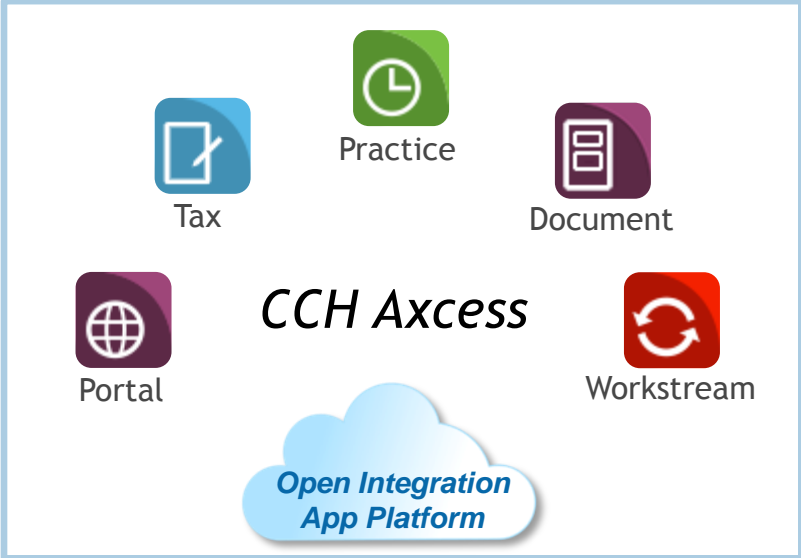 Practice
Tax
Document
CCH Axcess
Portal
Workstream
Open Integration
App Platform